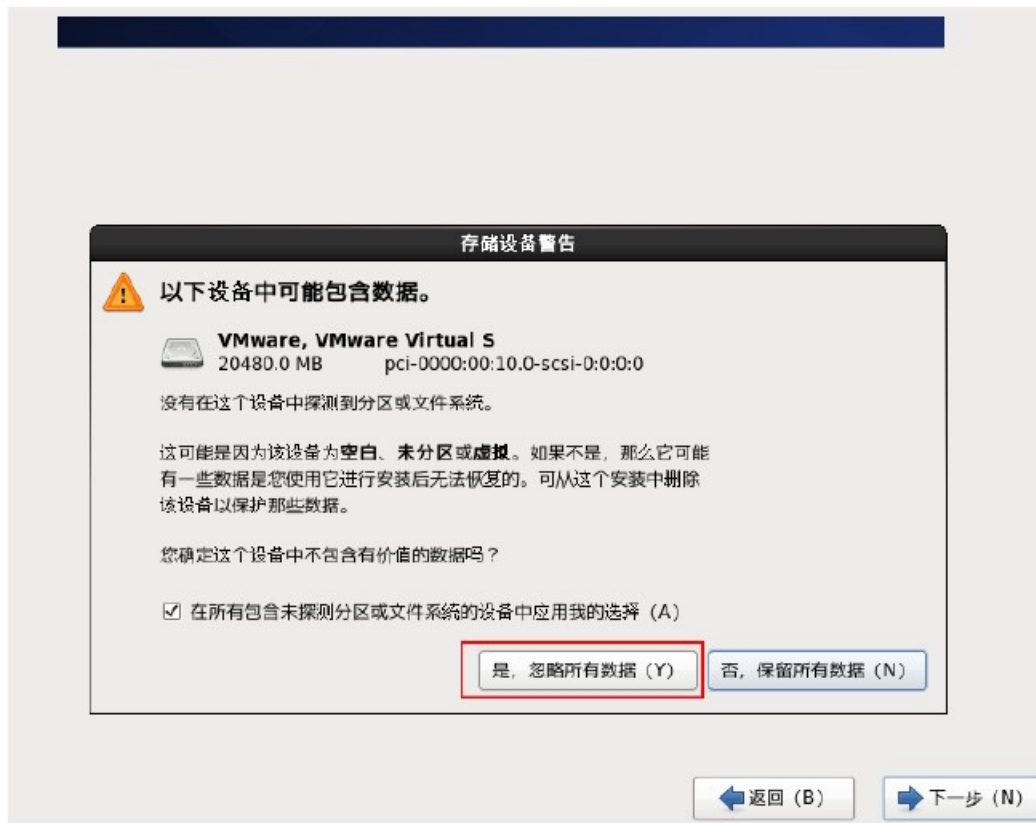 存储设备警告
以下设备中可能包含数据。
VMware, VMware Virtual S
20480.0 MB pci-0000:00:10.0-scsi-0:0:0:0
没有在这个设备中探测到分区或文件系统。
这可能是因为该设备为空白、未分区或虚拟。如果不是，那么它可能
有一些数据是您使用它进行安装后无法恢复的。可从这个安装中删除
该设备以保护那些数据。
您确定这个设备中不包含有价值的数据吗？
在所有包含未探测分区或文件系统的设备中应用我的选择 (A)
是，忽略所有数据 (Y) 否，保留所有数据 (N)
返回 (B) 下一步 (N)